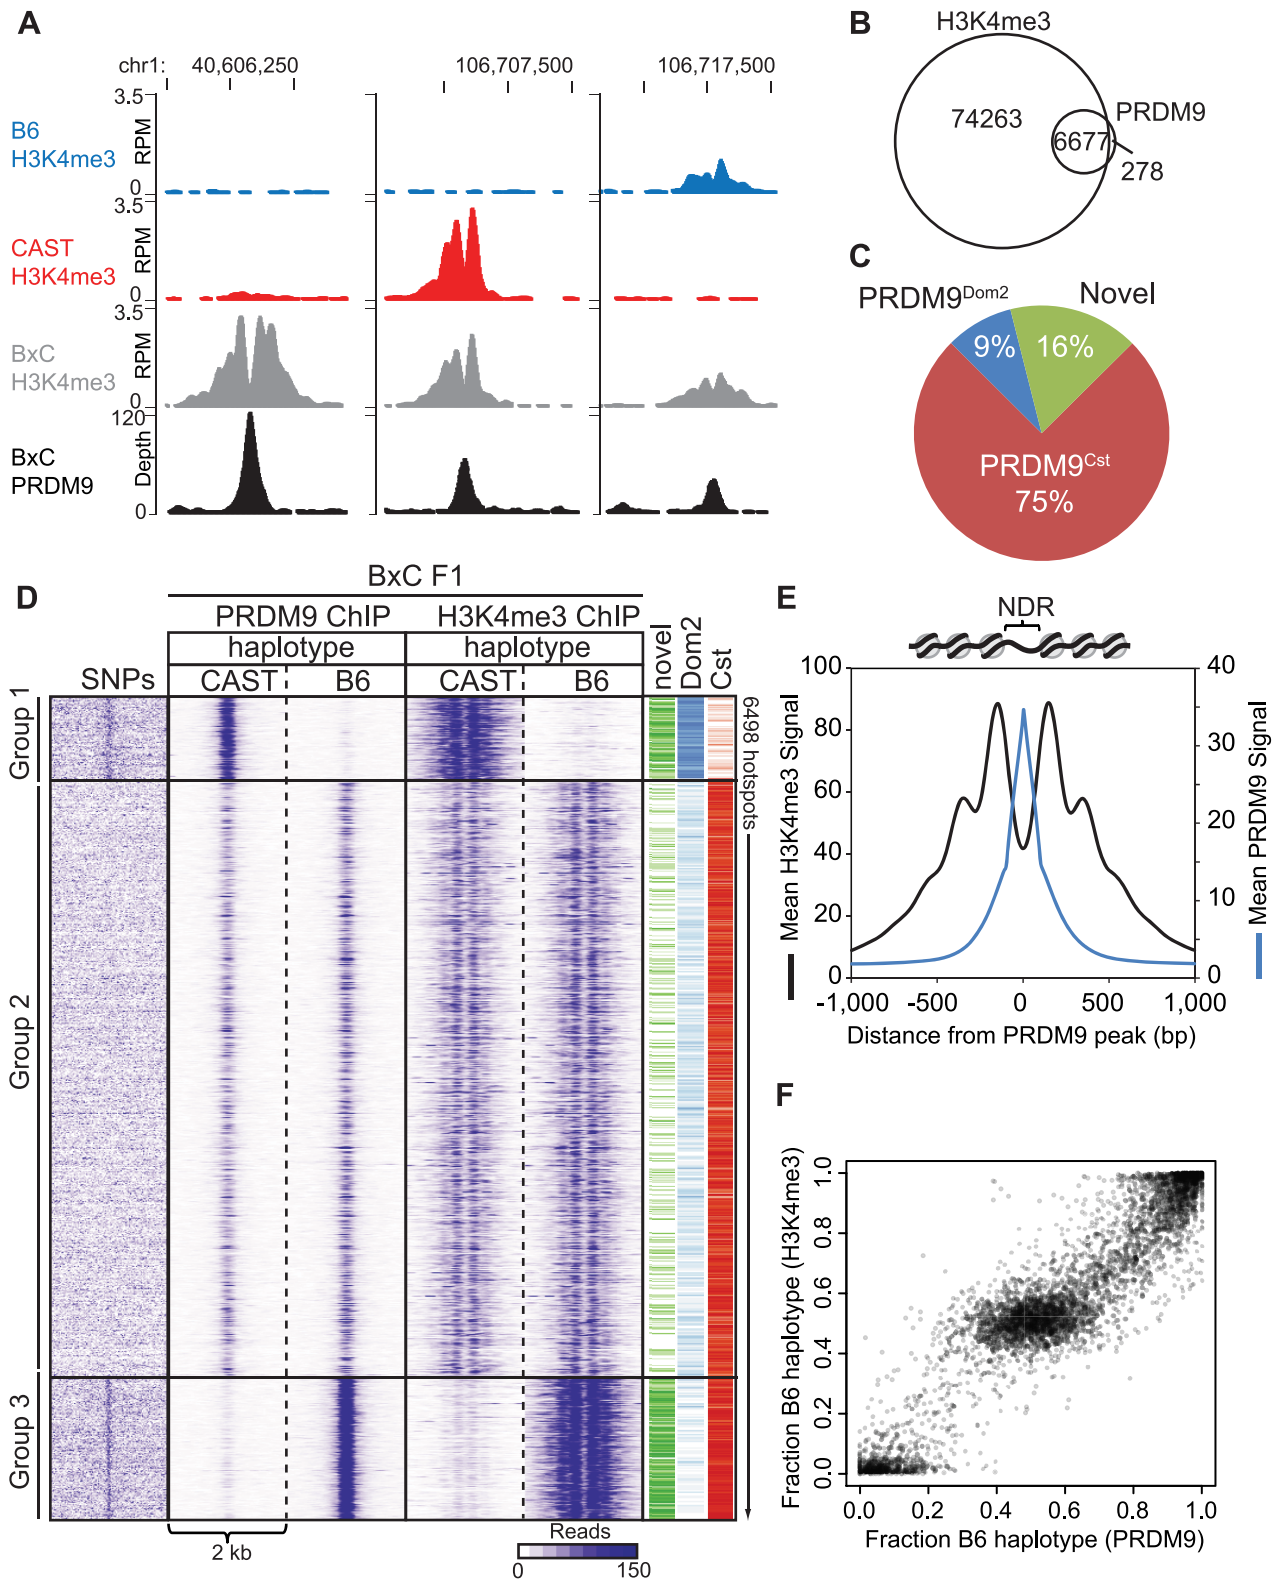 A
chr1: 40,606,250 106,707,500 106,717,500
B6
H3K4me3
3.5
RPM
0
CAST
H3K4me3
3.5
RPM
0
BxC
H3K4me3
3.5
RPM
0
BxC
PRDM9
120
Depth
0
B
H3K4me3
74263
6677
PRDM9
278
C
PRDM9Dom2
Novel
9%
16%
PRDM9Cst
75%
D
BxC F1
PRDM9 ChIP H3K4me3 ChIP
haplotype haplotype
SNPs CAST B6 CAST B6
novel
Dom2
Cst
Group 1
Group 2
Group 3
6498 hotspots
2 kb
Reads
0 150
E
NDR
100
80
60
40
20
0
40
30
20
10
0
Mean H3K4me3 Signal
Mean PRDM9 Signal
-1,000 -500 0 500 1,000
Distance from PRDM9 peak (bp)
F
Fraction B6 haplotype (H3K4me3)
1.0
0.8
0.6
0.4
0.2
0.0
0.0 0.2 0.4 0.6 0.8 1.0
Fraction B6 haplotype (PRDM9)